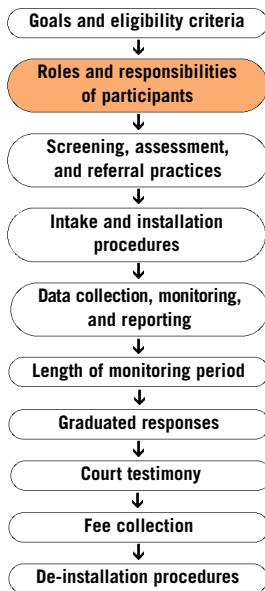 Goals and eligibility criteria
Roles and responsibilities
of participants
Screening, assessment,
and referral practices
Intake and installation
procedures
Data collection, monitoring,
and reporting
Length of monitoring period
Graduated responses
Court testimony
Fee collection
De-installation procedures